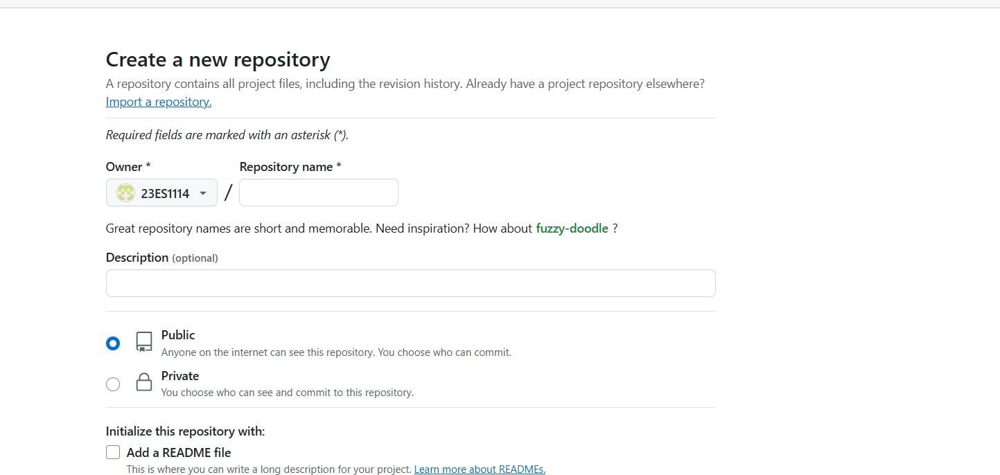 Create a new repository
A repository contains all project files, including the revision history. Already have a project repository elsewhere?
Import a repository.
Required fields are marked with an asterisk (*).
Owner * Repository name *
23ES1114 /
Great repository names are short and memorable. Need inspiration? How about fuzzy-doodle ?
Description (optional)
Public
Anyone on the internet can see this repository. You choose who can commit.
Private
You choose who can see and commit to this repository.
Initialize this repository with:
Add a README file
This is where you can write a long description for your project. Learn more about READMEs.